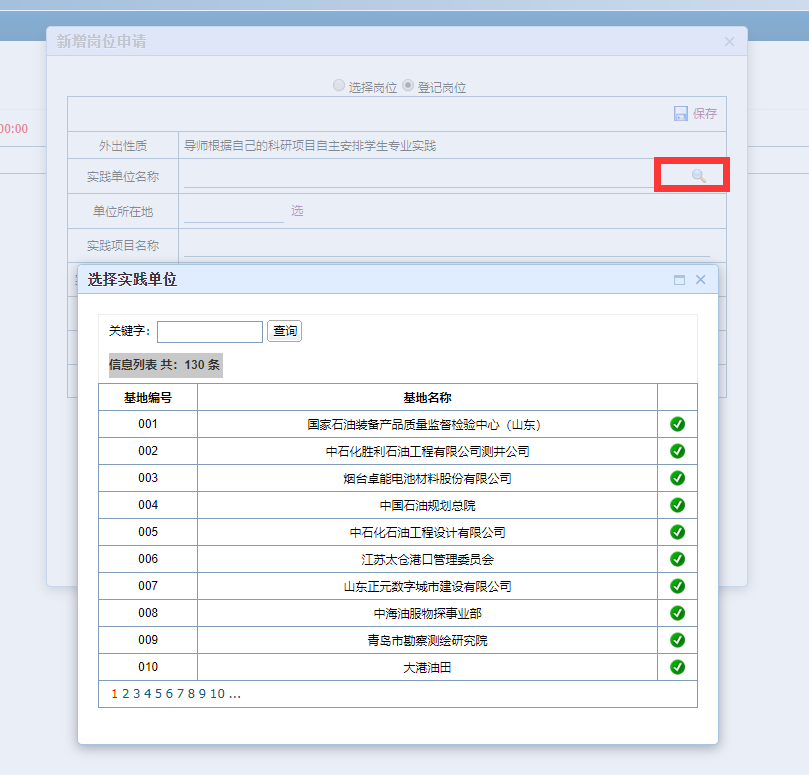 新增岗位申请
选择岗位 登记岗位
保存
00:00
外出性质 导师根据自己的科研项目自主安排学生专业实践
实践单位名称
单位所在地 选
实践项目名称
选择实践单位
关键字: 查询
信息列表 共: 130 条
基地编号 基地名称
001 国家石油装备产品质量监督检验中心（山东）
002 中石化胜利石油工程有限公司测井公司
003 烟台卓能电池材料股份有限公司
004 中国石油规划总院
005 中石化石油工程设计有限公司
006 江苏太仓港口管理委员会
007 山东正元数字城市建设有限公司
008 中海油服物探事业部
009 青岛市勘察测绘研究院
010 大港油田
1 2 3 4 5 6 7 8 9 10 ...